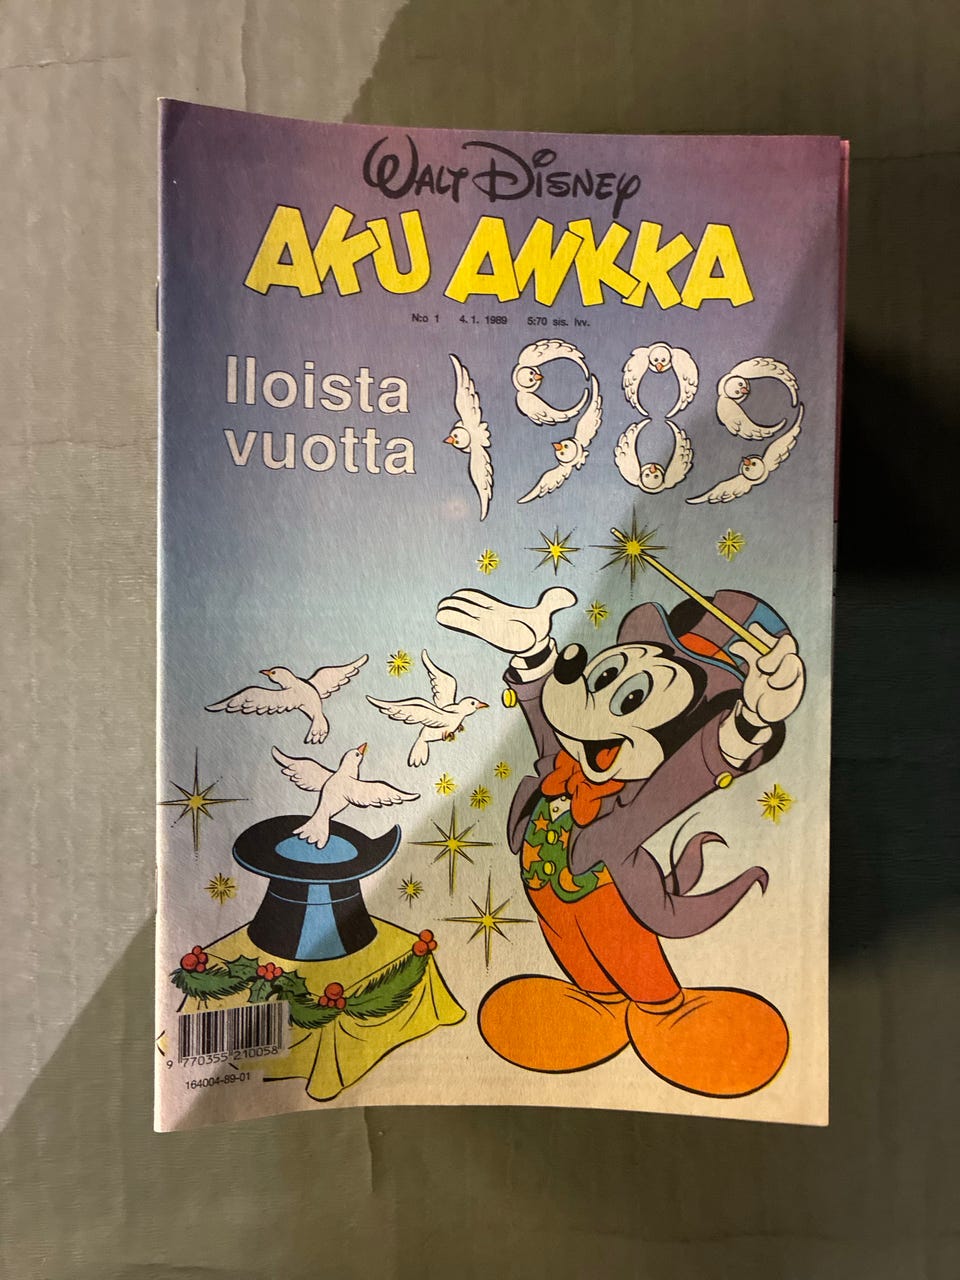 WALT DISNEY
AKU ANKKA
N:o 1 4.1. 1989 5:70 sis. lvv.
Iloista
vuotta
1989
9 770355 210058
164004-89-01